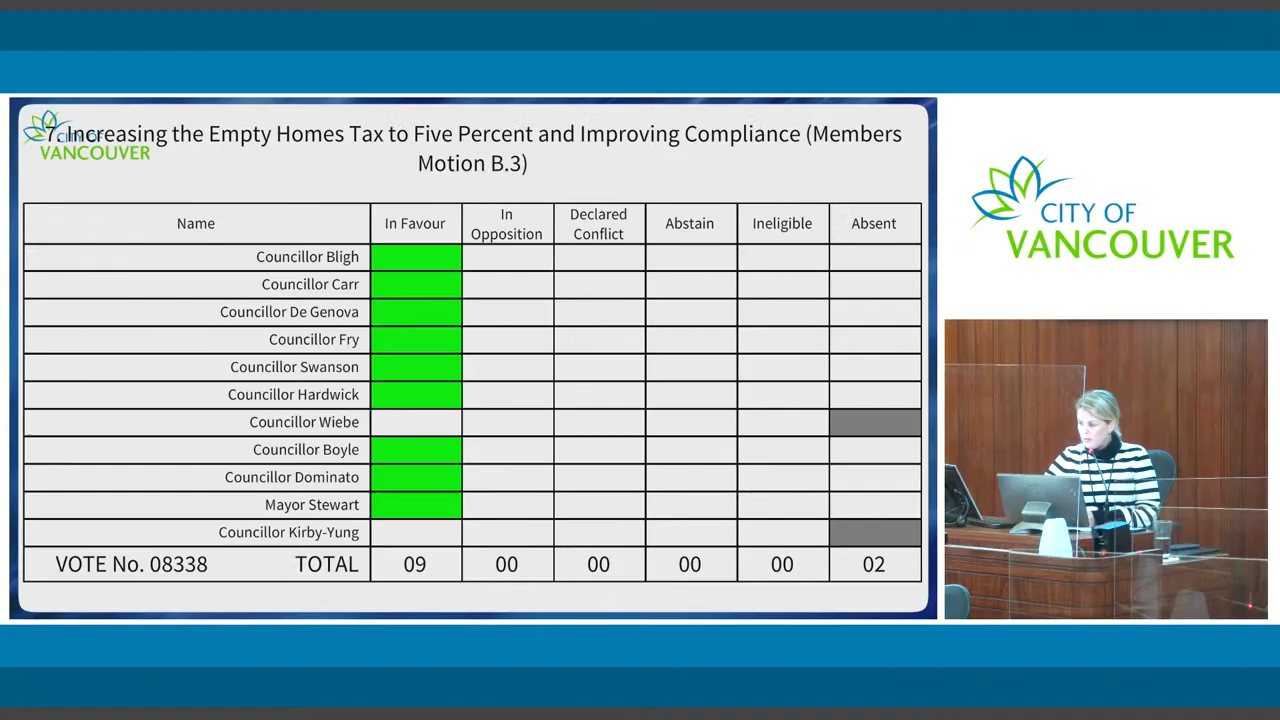 CITY OF
VANCOUVER
7. Increasing the Empty Homes Tax to Five Percent and Improving Compliance (Members
Motion B.3)
Name In Favour In Opposition Declared Conflict Abstain Ineligible Absent
Councillor Bligh
Councillor Carr
Councillor De Genova
Councillor Fry
Councillor Swanson
Councillor Hardwick
Councillor Wiebe
Councillor Boyle
Councillor Dominato
Mayor Stewart
Councillor Kirby-Yung
VOTE No. 08338 TOTAL 09 00 00 00 00 02
CITY OF
VANCOUVER